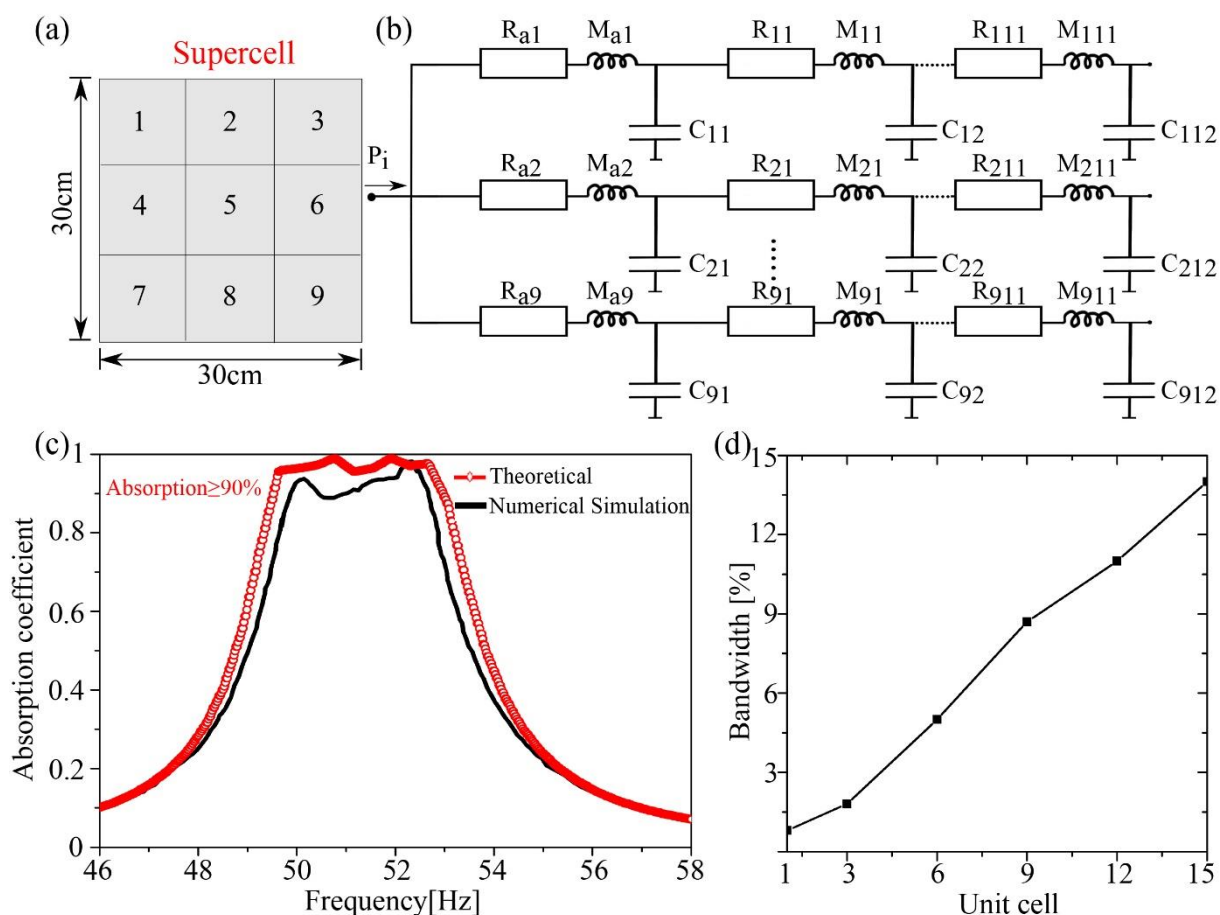 (a)
Supercell
1 2 3
4 5 6
7 8 9
30cm
30cm
(b)
Pi
Ra1 Ma1 R11 M11 R111 M111
C11 C12 C112
Ra2 Ma2 R21 M21 R211 M211
C21 C22 C212
Ra9 Ma9 R91 M91 R911 M911
C91 C92 C912
(c)
Absorption≥90%
Theoretical
Numerical Simulation
Absorption coefficient
1
0.8
0.6
0.4
0.2
0
46 48 50 52 54 56 58
Frequency[Hz]
(d)
Bandwidth [%]
15
12
9
6
3
1 3 6 9 12 15
Unit cell